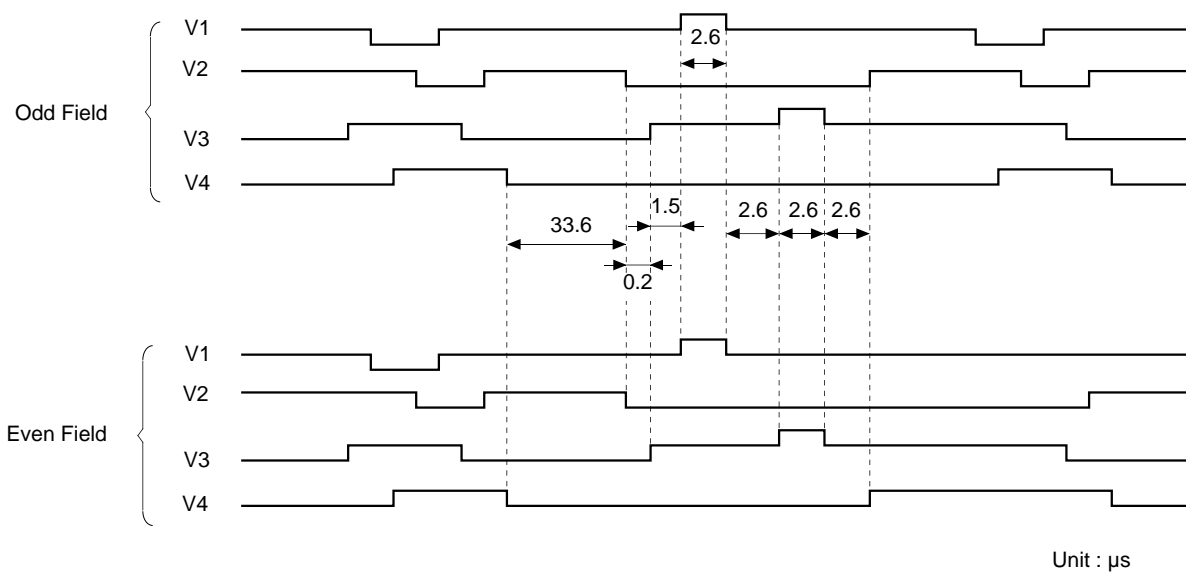 V1
2.6
V2
Odd Field
V3
V4
1.5
2.6 2.6 2.6
33.6
0.2
V1
V2
Even Field
V3
V4
Unit : µs